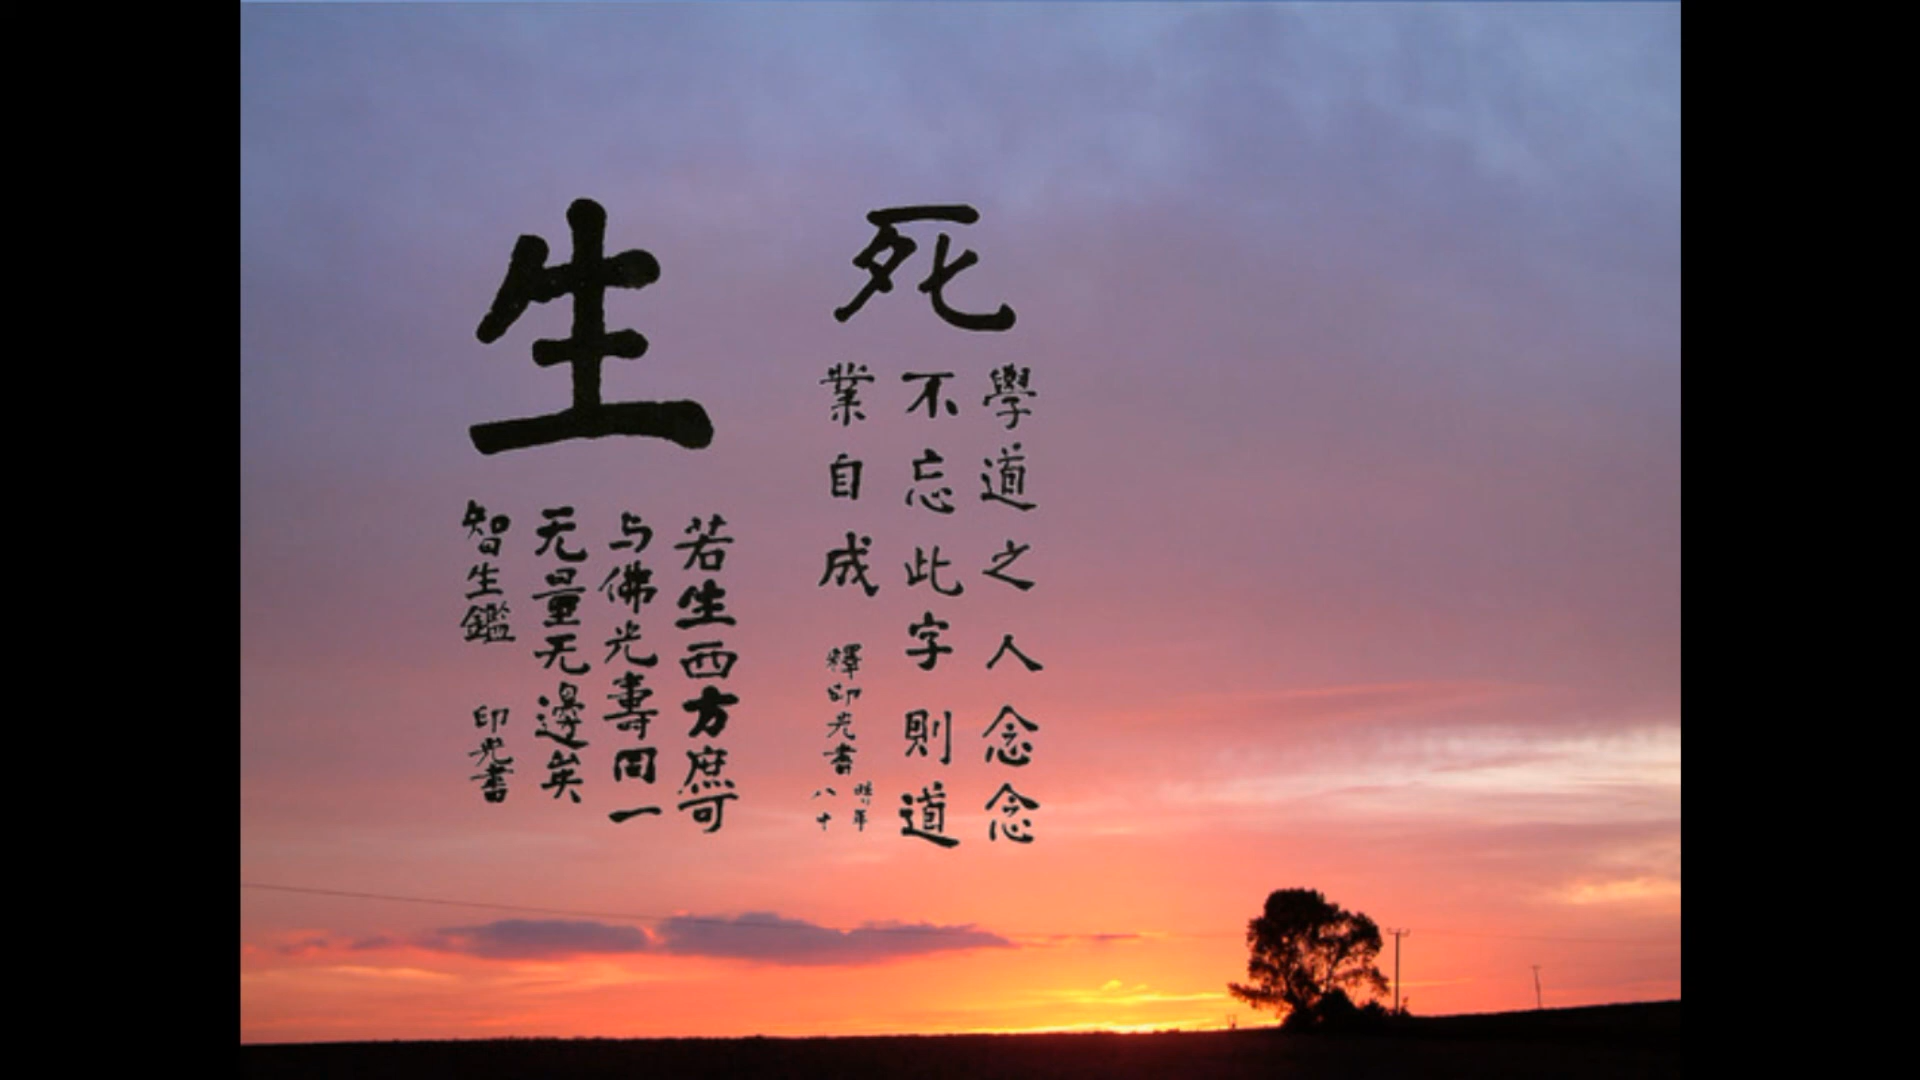 死
學道之人念念
不忘此字則道
業自成
釋印光書
時年
八十
生
若生西方庶可
与佛光壽同一
无量无邊矣
智生鑑
印光書